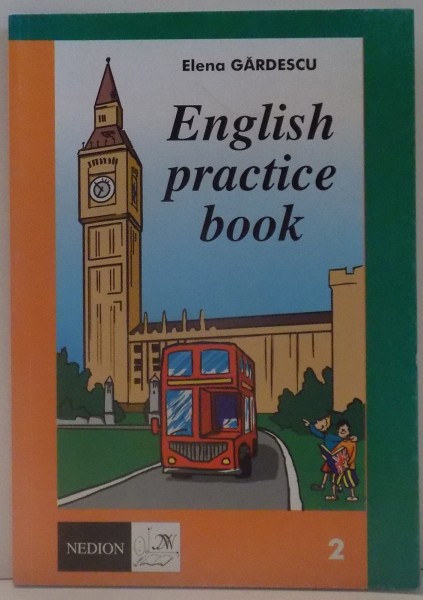 Elena GÂRDESCU
English
practice
book
NEDION
2